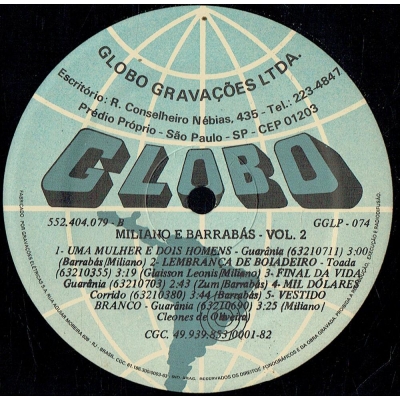 GLOBO GRAVAÇÕES LTDA.
Escritório: R. Conselheiro Nébias, 435 - Tel.: 223-4847
Prédio Próprio - São Paulo - SP - CEP 01203
GLOBO
552.404.079 - B
GGLP - 074
MILIANO E BARRABÁS - VOL. 2
1- UMA MULHER E DOIS HOMENS - Guarânia (63210711) 3:00
(Barrabás/Miliano) 2- LEMBRANÇA DE BOIADEIRO - Toada
(63210355) 3:19 (Glaisson Leonis/Miliano) 3- FINAL DA VIDA
Guarânia (63210703) 2:43 (Zum/Barrabás) 4- MIL DÓLARES
Corrido (63210380) 3:44 (Barrabás) 5- VESTIDO
BRANCO - Guarânia (63210690) 3:25 (Miliano/
Cleones de Oliveira)
CGC. 49.939.853/0001-82
FABRICADO POR GRAVAÇÕES ELÉTRICAS S.A.